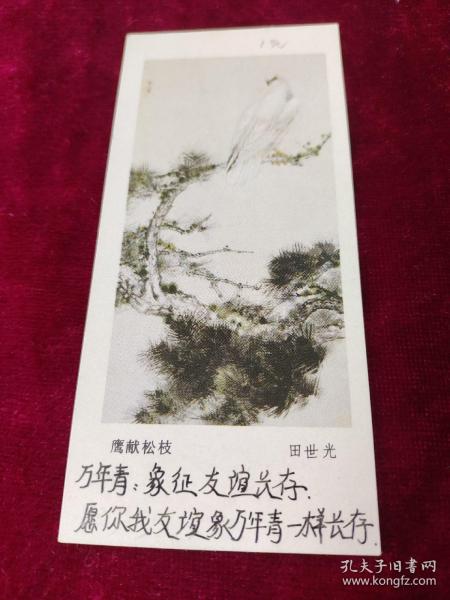 鹰献松枝 田世光
万年青：象征友谊长存.
愿你我友谊象万年青一样长存
孔夫子旧书网
www.kongfz.com